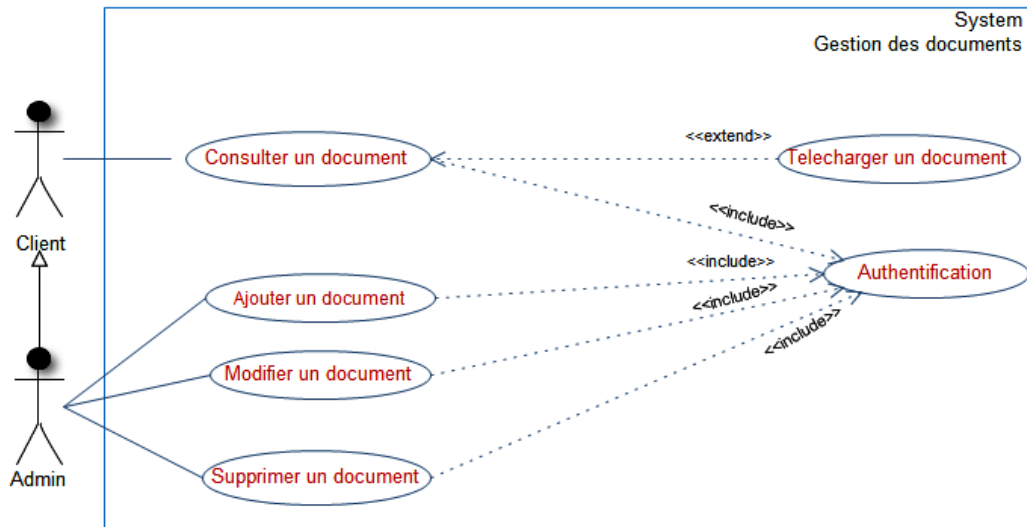 System
Gestion des documents
<<extend>>
Consulter un document
Telecharger un document
<<include>>
Client
<<include>>
Authentification
Ajouter un document
<<include>>
<<include>>
Modifier un document
Supprimer un document
Admin